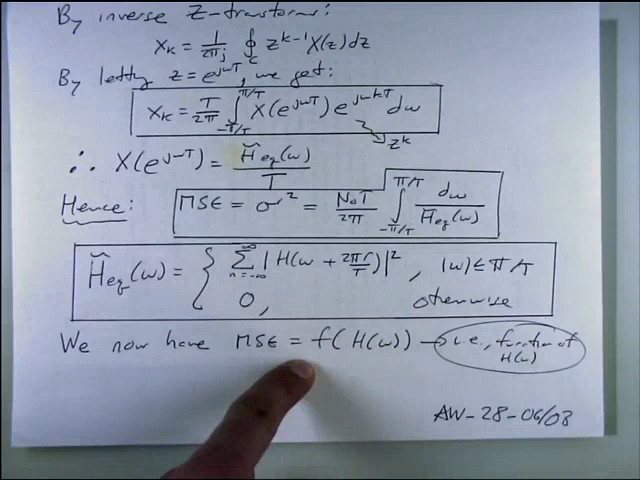 By inverse Z-transform:
X_K = 1/2πj ∮_C z^{k-1} X(z) dz
By letting z = e^{jωT}, we get:
X_K = T/2π ∫_{-π/T}^{π/T} X(e^{jωT}) e^{jωkT} dω
z^k
∴ X(e^{jωT}) = H̃_eq(ω)/T
Hence: MSE = σ² = N₀T/2π ∫_{-π/T}^{π/T} dω/H̃_eq(ω)
H̃_eq(ω) = { Σ_{n=-∞}^{∞} |H(ω + 2πr/T)|², |ω| ≤ π/T
0, otherwise
We now have MSE = f(H(ω)) → i.e., function of
H(ω)
AW-28-06/08